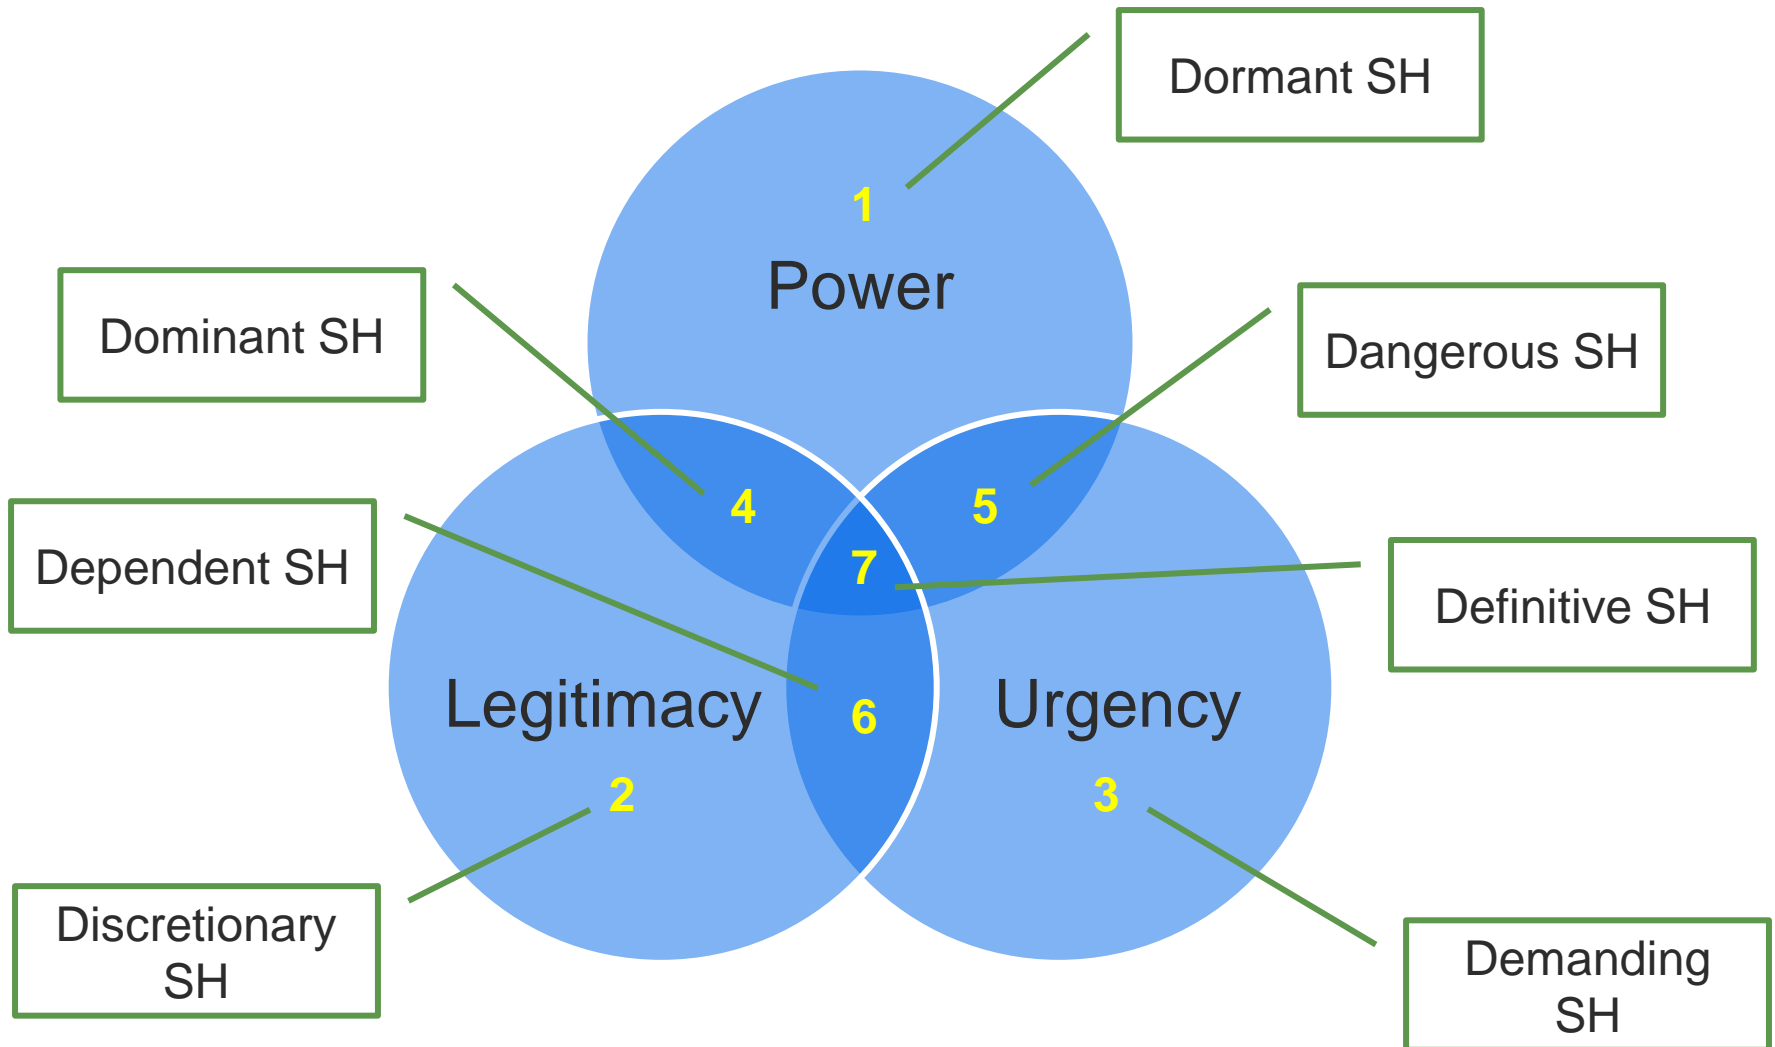 Dormant SH
1
Power
Dominant SH
Dangerous SH
4
5
Dependent SH
7
Definitive SH
Legitimacy
6
Urgency
2
3
Discretionary
SH
Demanding
SH